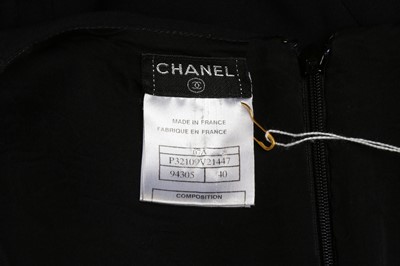 CHANEL
MADE IN FRANCE
FABRIQUE EN FRANCE
P32109V21447
94305 40
COMPOSITION